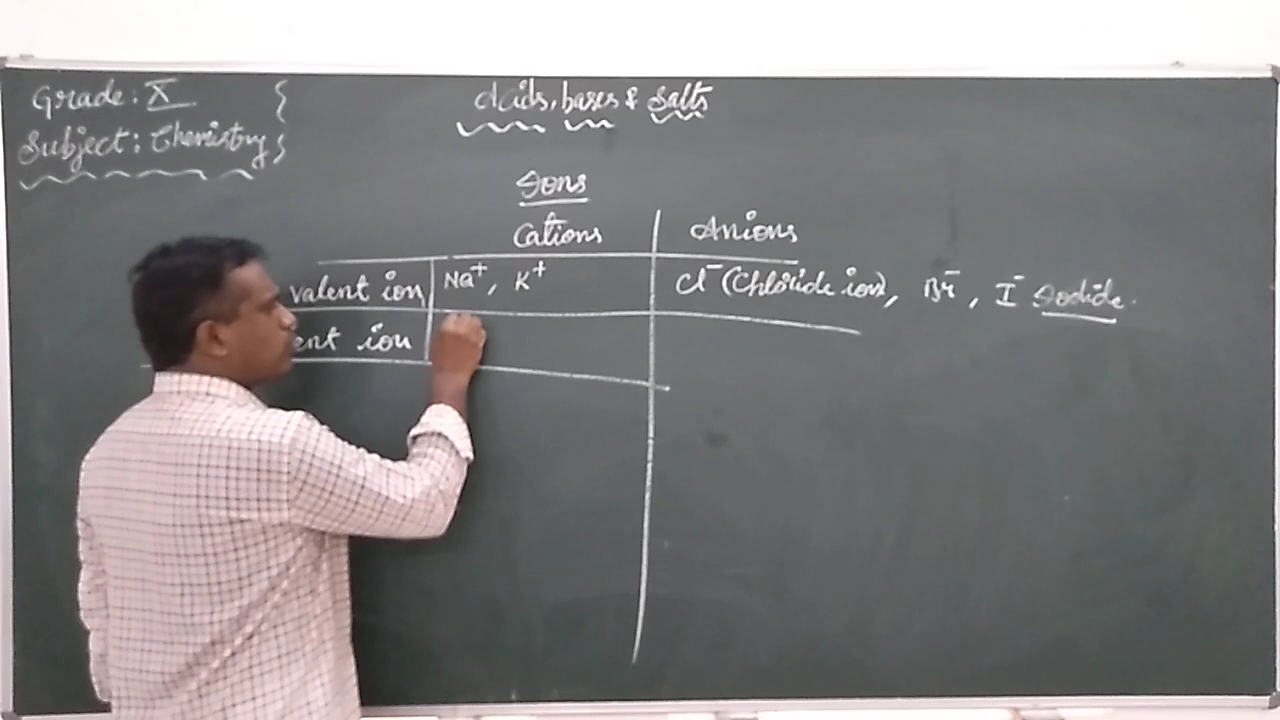 Grade: X
Subject: Chemistry
Acids, bases & Salts
Ions
Cations Anions
valent ion Na⁺, K⁺ Cl⁻ (Chloride ion), Br⁻, I⁻ Iodide.
ent ion